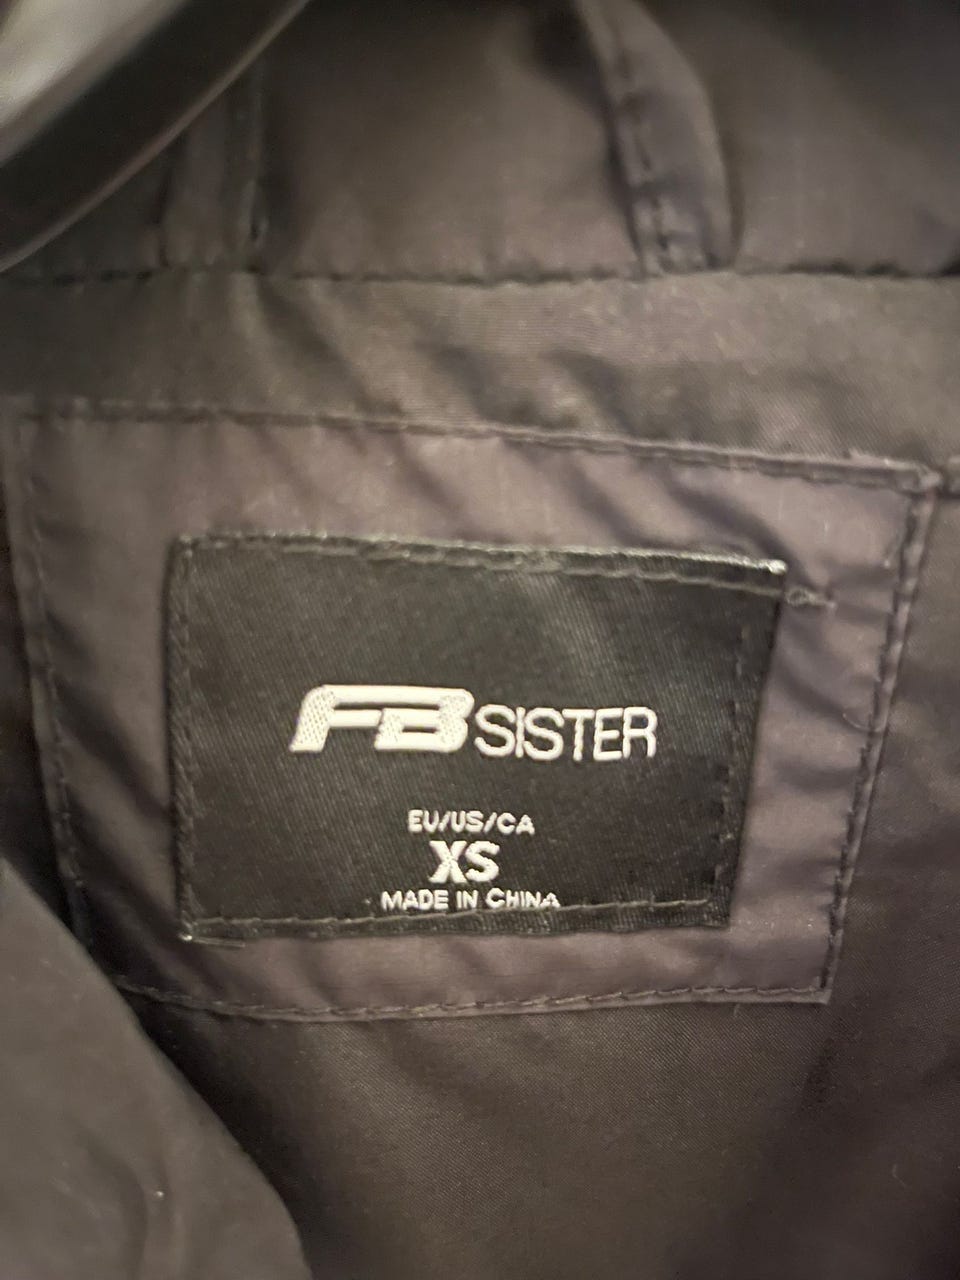 FB SISTER
EU/US/CA
XS
MADE IN CHINA